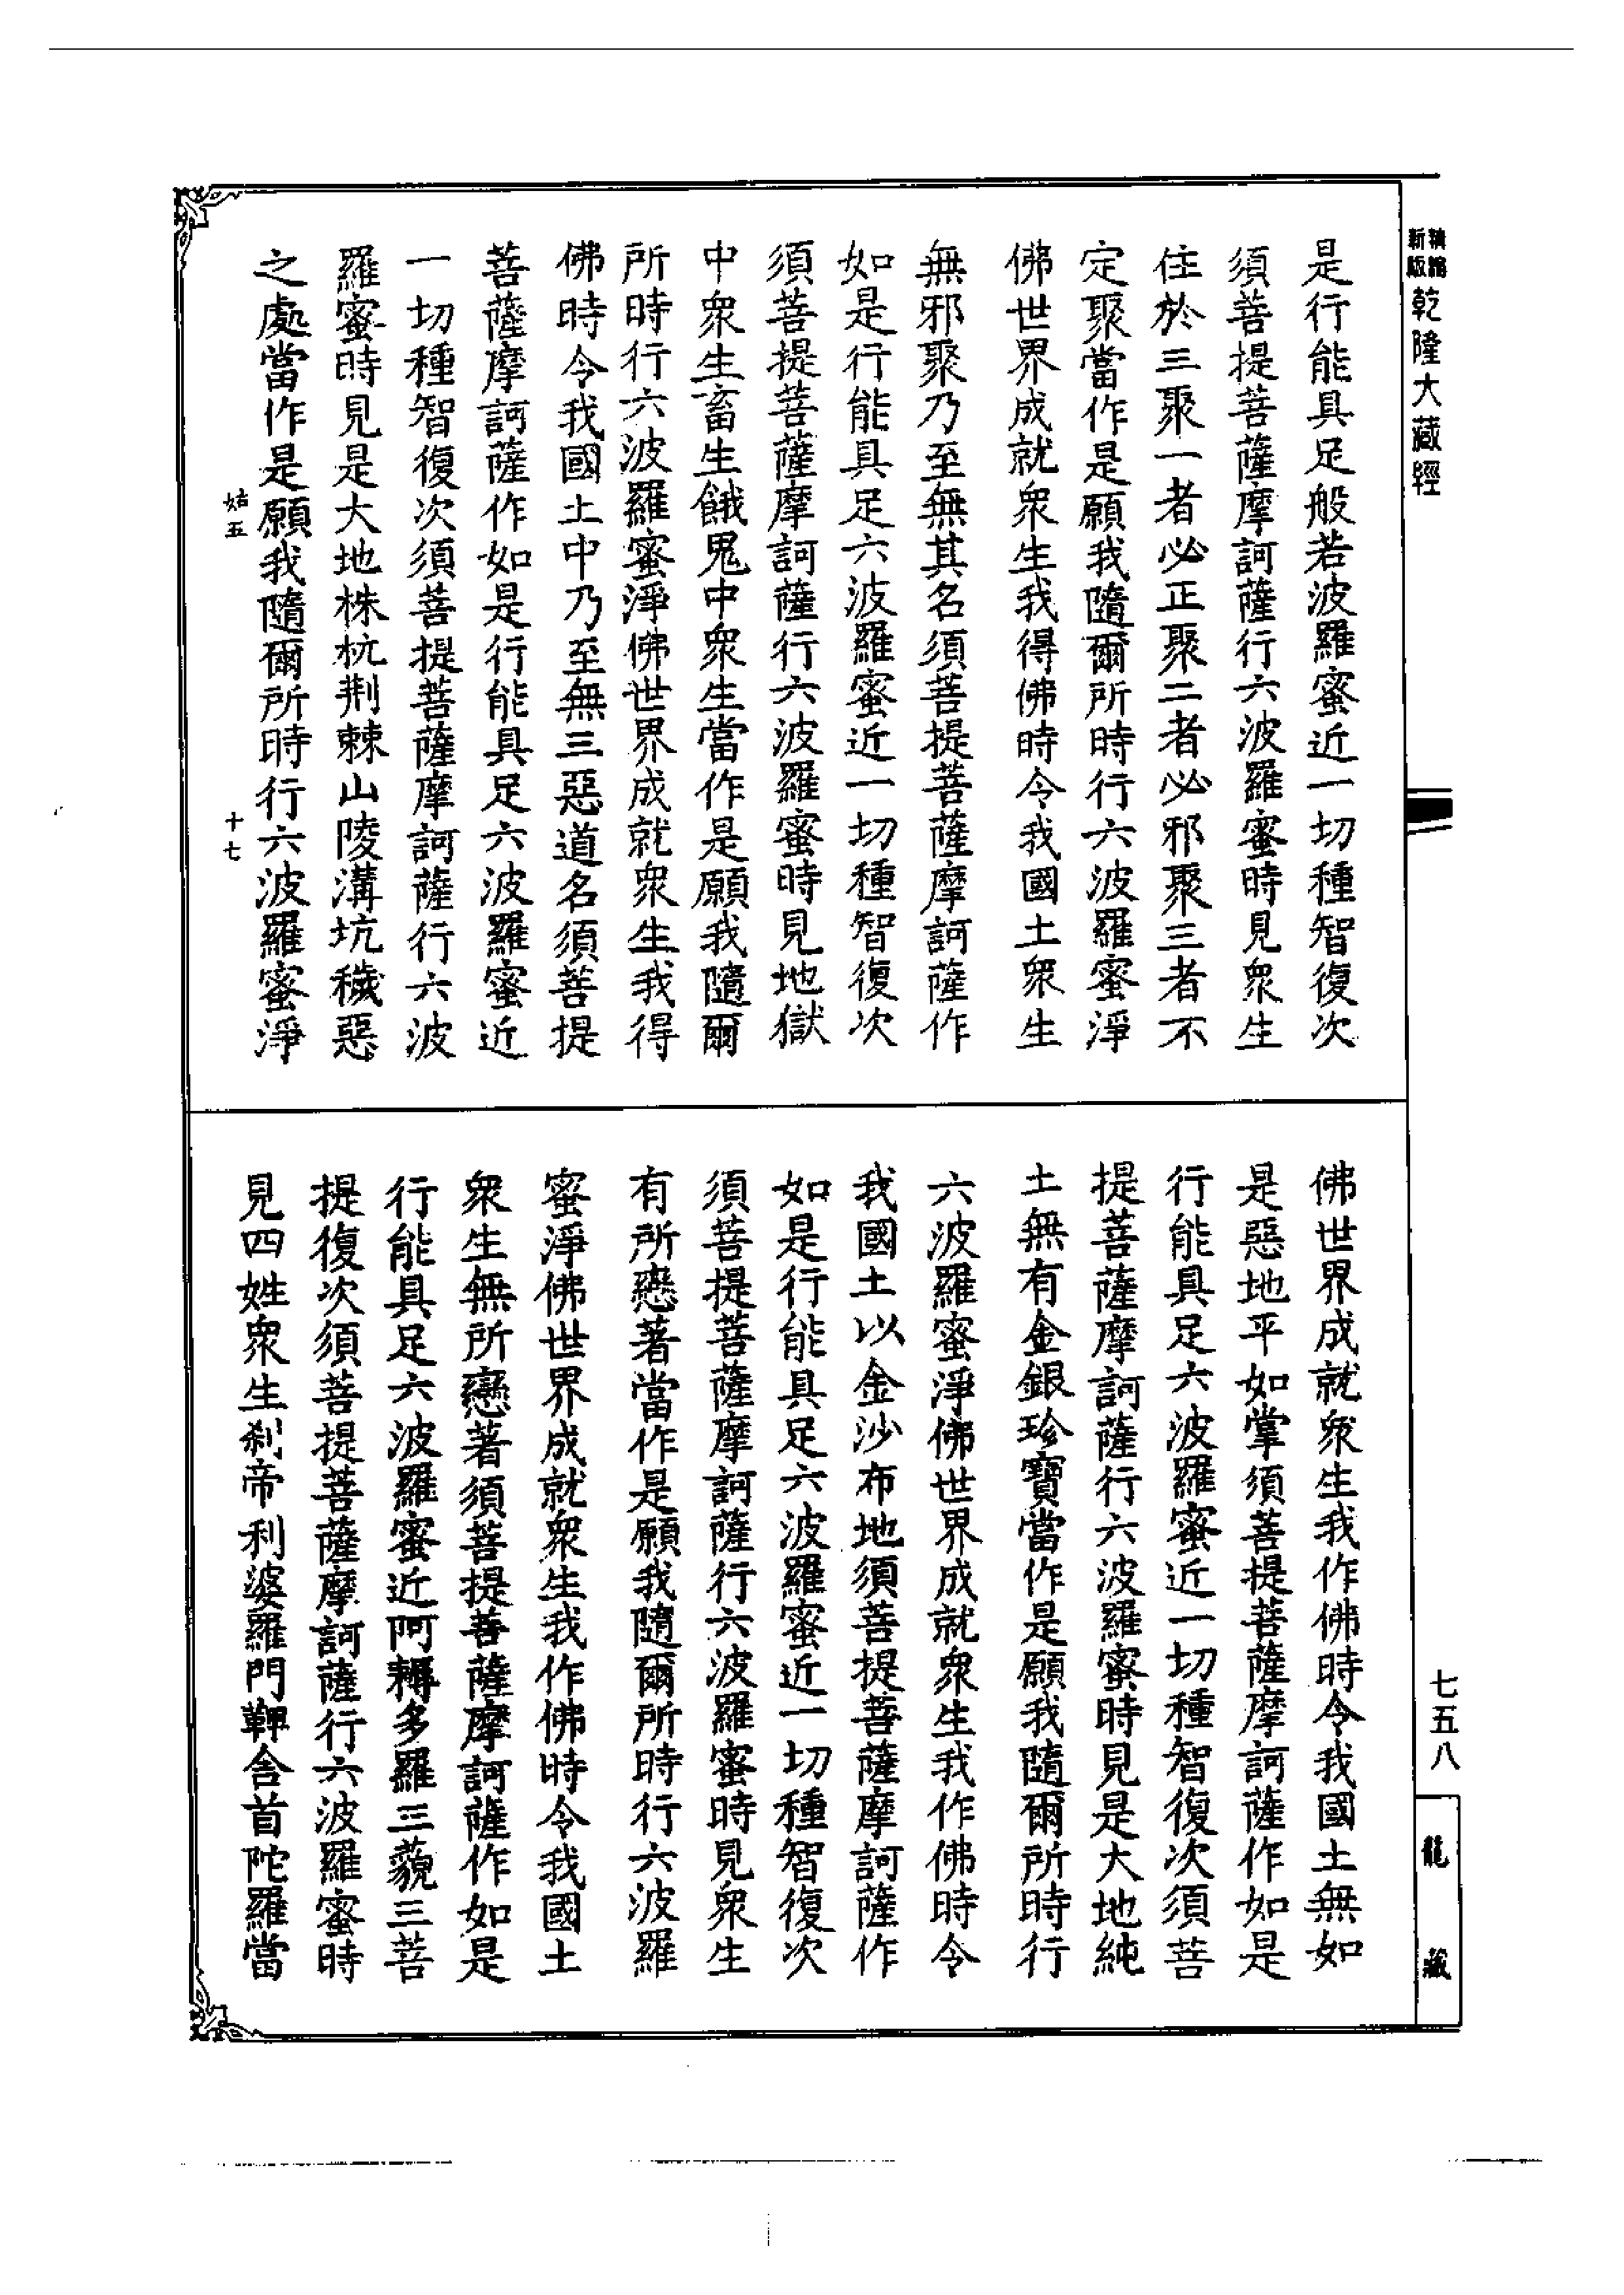 新編
新版
乾隆大藏經
是行能具足般若波羅蜜近一切種智復次
須菩提菩薩摩訶薩行六波羅蜜時見衆生
住於三聚一者必正聚二者必邪聚三者不
定聚當作是願我隨爾所時行六波羅蜜淨
佛世界成就衆生我得佛時令我國土衆生
無邪聚乃至無其名須菩提菩薩摩訶薩作
如是行能具足六波羅蜜近一切種智復次
須菩提菩薩摩訶薩行六波羅蜜時見地獄
中衆生畜生餓鬼中衆生當作是願我隨爾
所時行六波羅蜜淨佛世界成就衆生我得
佛時令我國土中乃至無三惡道名須菩提
菩薩摩訶薩作如是行能具足六波羅蜜近
一切種智復次須菩提菩薩摩訶薩行六波
羅蜜時見是大地株杌荆棘山陵溝坑穢惡
之處當作是願我隨爾所時行六波羅蜜淨
姑五 十七
佛世界成就衆生我作佛時令我國土無如
是惡地平如掌須菩提菩薩摩訶薩作如是
行能具足六波羅蜜近一切種智復次須菩
提菩薩摩訶薩行六波羅蜜時見是大地純
土無有金銀珍寶當作是願我隨爾所時行
六波羅蜜淨佛世界成就衆生我作佛時令
我國土以金沙布地須菩提菩薩摩訶薩作
如是行能具足六波羅蜜近一切種智復次
須菩提菩薩摩訶薩行六波羅蜜時見衆生
有所戀著當作是願我隨爾所時行六波羅
蜜淨佛世界成就衆生我作佛時令我國土
衆生無所戀著須菩提菩薩摩訶薩作如是
行能具足六波羅蜜近阿耨多羅三藐三菩
提復次須菩提菩薩摩訶薩行六波羅蜜時
見四姓衆生刹帝利婆羅門鞞舍首陀羅當
七五八
龍藏